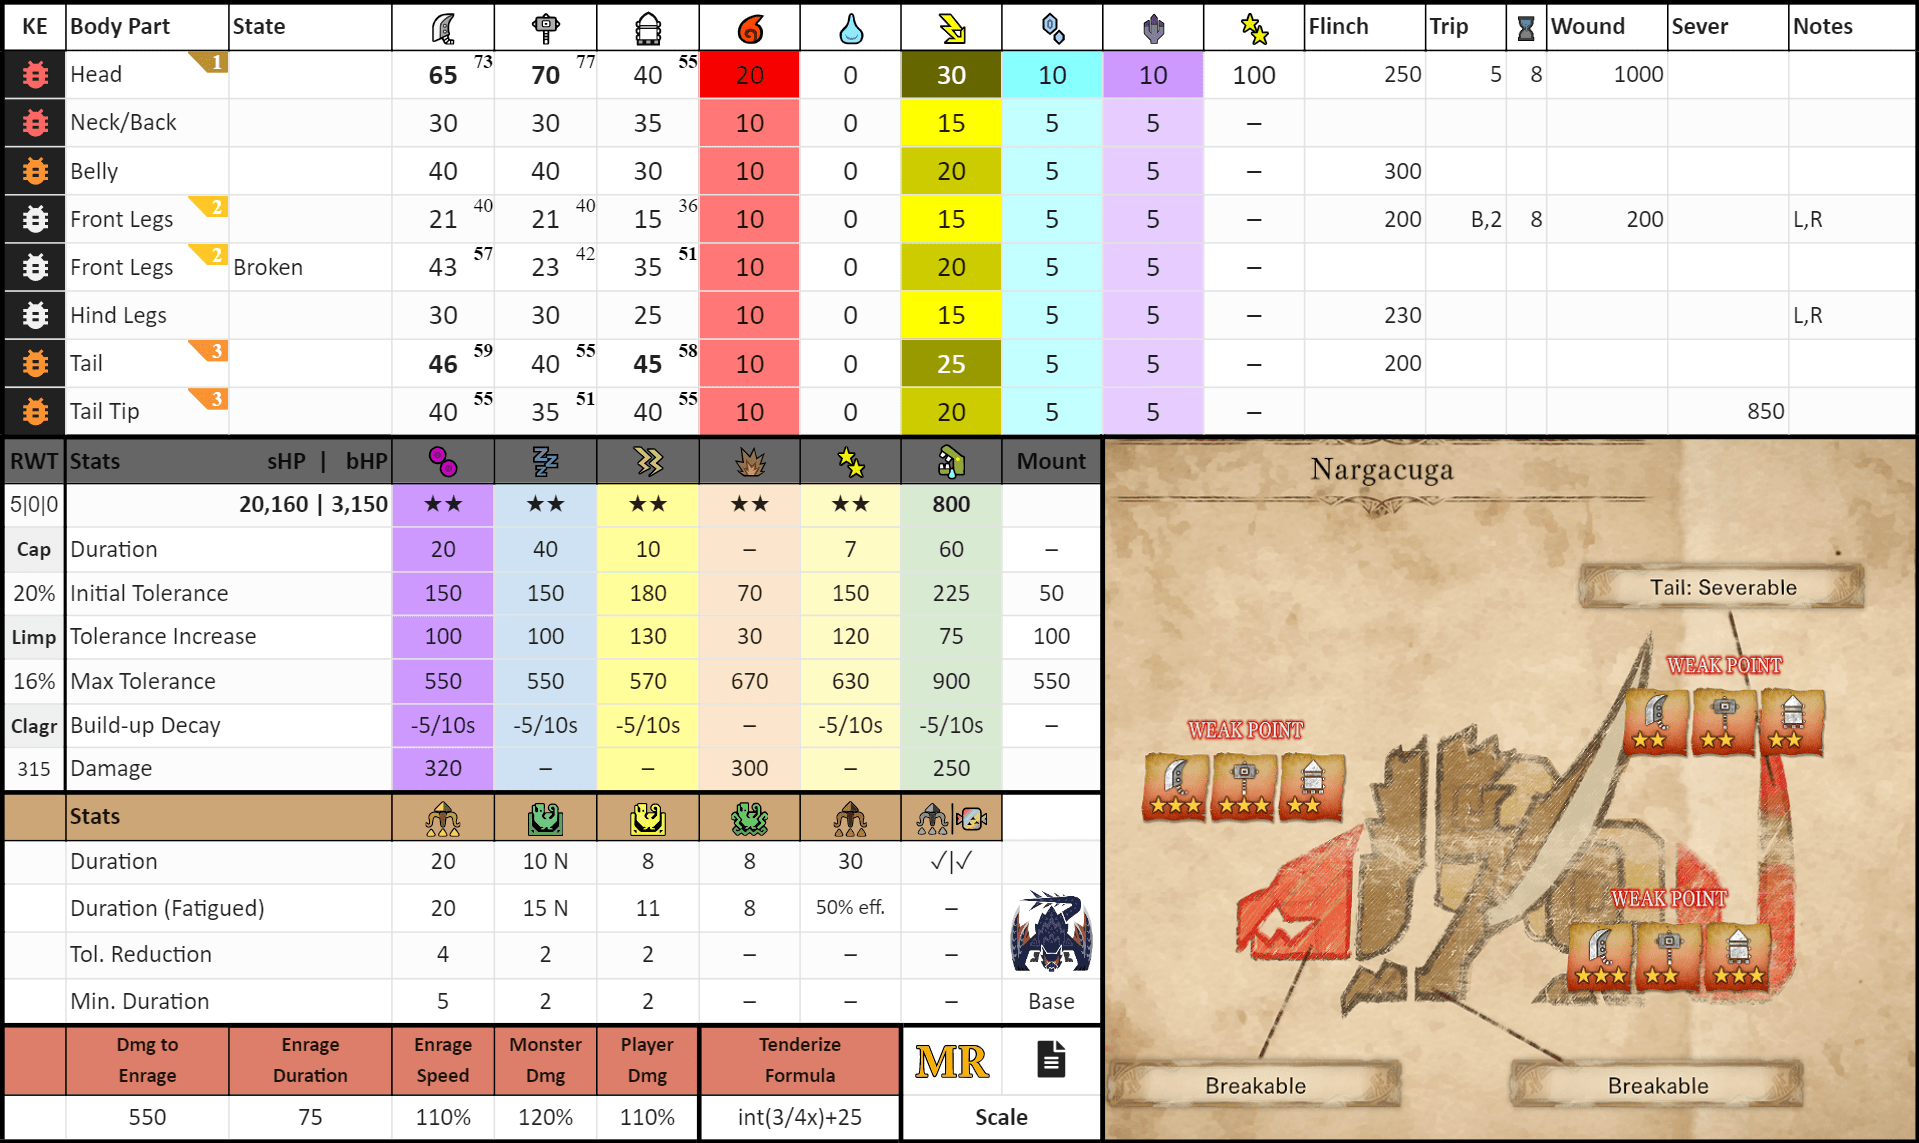 KE Body Part State Flinch Trip Wound Sever Notes
Head 1 65 73 70 77 40 55 20 0 30 10 10 100 250 5 8 1000
Neck/Back 30 30 35 10 0 15 5 5 –
Belly 40 40 30 10 0 20 5 5 – 300
Front Legs 2 21 40 21 40 15 36 10 0 15 5 5 – 200 B,2 8 200 L,R
Front Legs 2 Broken 43 57 23 42 35 51 10 0 20 5 5 –
Hind Legs 30 30 25 10 0 15 5 5 – 230 L,R
Tail 3 46 59 40 55 45 58 10 0 25 5 5 – 200
Tail Tip 3 40 55 35 51 40 55 10 0 20 5 5 – 850
RWT Stats sHP | bHP Mount
5|0|0 20,160 | 3,150 ★★ ★★ ★★ ★★ ★★ 800
Cap Duration 20 40 10 – 7 60 –
20% Initial Tolerance 150 150 180 70 150 225 50
Limp Tolerance Increase 100 100 130 30 120 75 100
16% Max Tolerance 550 550 570 670 630 900 550
Clagr Build-up Decay -5/10s -5/10s -5/10s – -5/10s -5/10s –
315 Damage 320 – – 300 – 250
Stats
Duration 20 10 N 8 8 30 ✓|✓
Duration (Fatigued) 20 15 N 11 8 50% eff. –
Tol. Reduction 4 2 2 – – –
Min. Duration 5 2 2 – – – Base
Dmg to Enrage Enrage Duration Enrage Speed Monster Dmg Player Dmg Tenderize Formula MR
550 75 110% 120% 110% int(3/4x)+25 Scale
Nargacuga
Tail: Severable
WEAK POINT
WEAK POINT
WEAK POINT
Breakable
Breakable